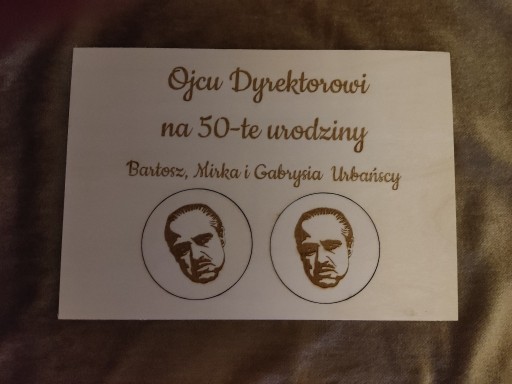 Ojcu Dyrektorowi
na 50-te urodziny
Bartosz, Mirka i Gabrysia Urbańscy